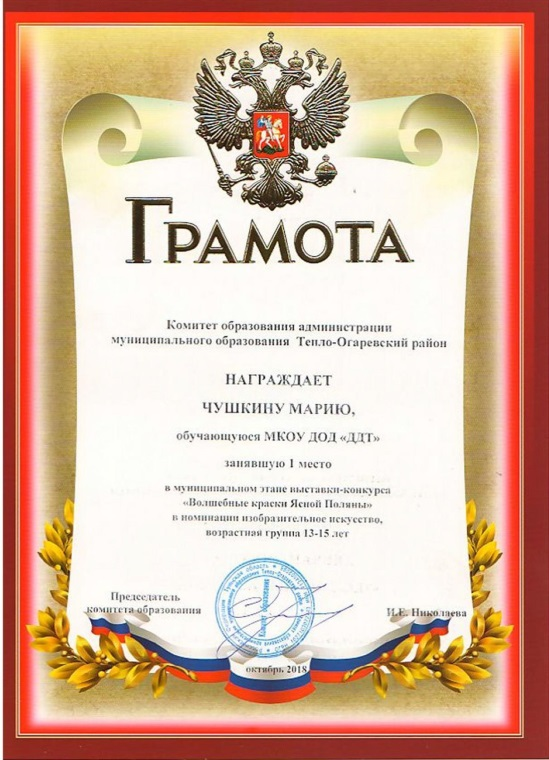 ГРАМОТА
Комитет образования администрации
муниципального образования Тепло-Огаревский район
НАГРАЖДАЕТ
ЧУШКИНУ МАРИЮ,
обучающуюся МКОУ ДОД «ДДТ»
занявшую 1 место
в муниципальном этапе выставки-конкурса
«Волшебные краски Ясной Поляны»
в номинации изобразительное искусство,
возрастная группа 13-15 лет
Председатель
комитета образования
И.Е. Николаева
Комитет образования
октябрь 2018